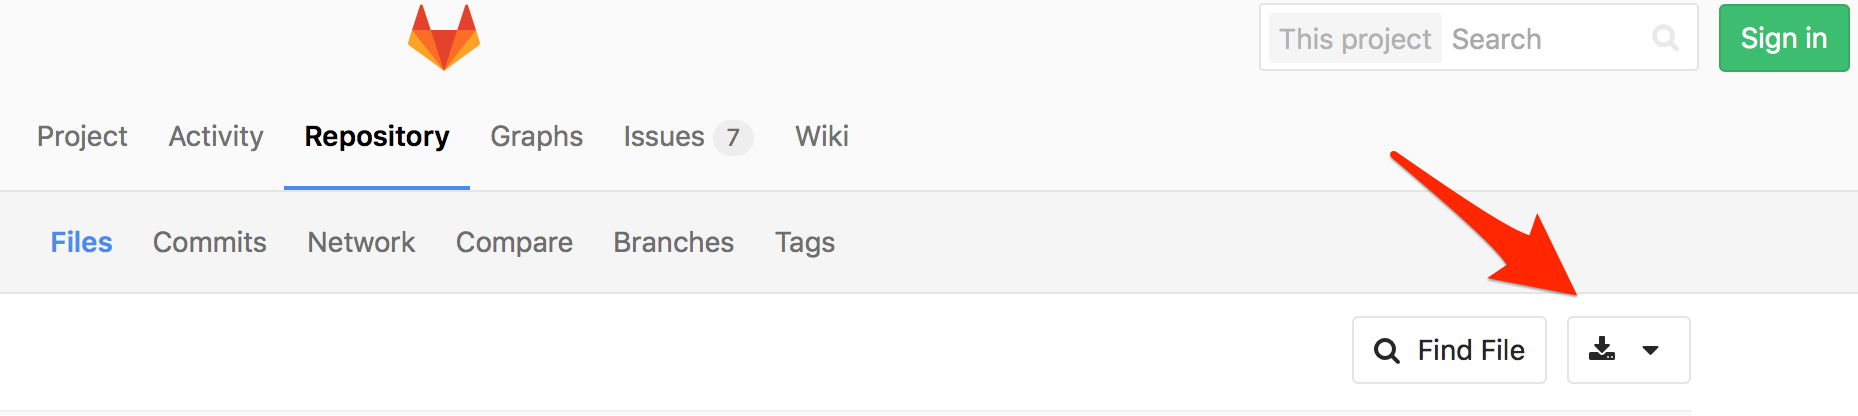 This project Search Sign in
Project Activity Repository Graphs Issues 7 Wiki
Files Commits Network Compare Branches Tags
Find File